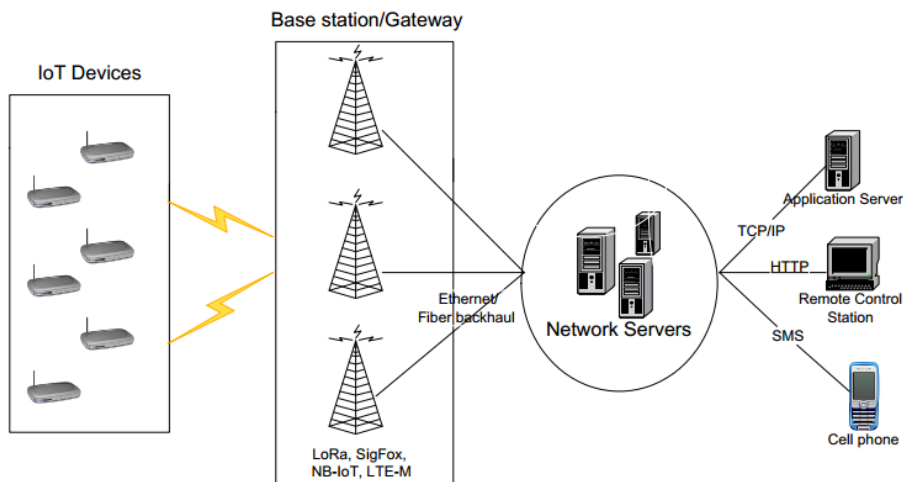 Base station/Gateway
IoT Devices
Application Server
TCP/IP
HTTP
Ethernet/
Fiber backhaul
Remote Control
Station
Network Servers
SMS
Cell phone
LoRa, SigFox,
NB-IoT, LTE-M